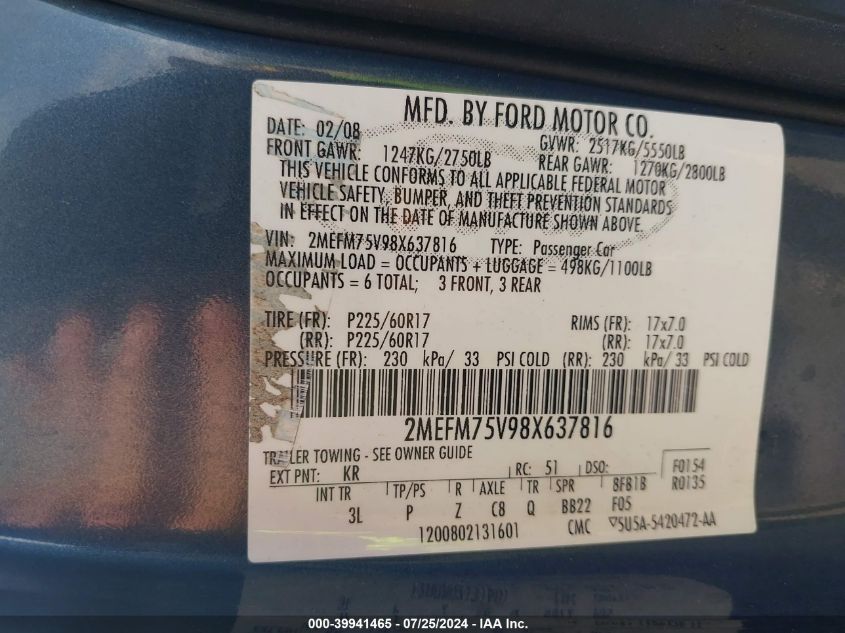 MFD. BY FORD MOTOR CO.
DATE: 02/08 GVWR: 2517KG/5550LB
FRONT GAWR: 1247KG/2750LB REAR GAWR: 1270KG/2800LB
THIS VEHICLE CONFORMS TO ALL APPLICABLE FEDERAL MOTOR
VEHICLE SAFETY, BUMPER, AND THEFT PREVENTION STANDARDS
IN EFFECT ON THE DATE OF MANUFACTURE SHOWN ABOVE.
VIN: 2MEFM75V98X637816 TYPE: Passenger Car
MAXIMUM LOAD = OCCUPANTS + LUGGAGE = 498KG/1100LB
OCCUPANTS = 6 TOTAL; 3 FRONT, 3 REAR
TIRE (FR): P225/60R17 RIMS (FR): 17x7.0
(RR): P225/60R17 (RR): 17x7.0
PRESSURE (FR): 230 kPa/ 33 PSI COLD (RR): 230 kPa/ 33 PSI COLD
2MEFM75V98X637816
TRAILER TOWING - SEE OWNER GUIDE
EXT PNT: KR RC: 51 DSO: F0154
R0135
INT TR TP/PS R AXLE TR SPR 8F81B
3L P Z C8 Q BB22 F05
1200802131601 CMC ▽5U5A-5420472-AA
000-39941465 - 07/25/2024 - IAA Inc.